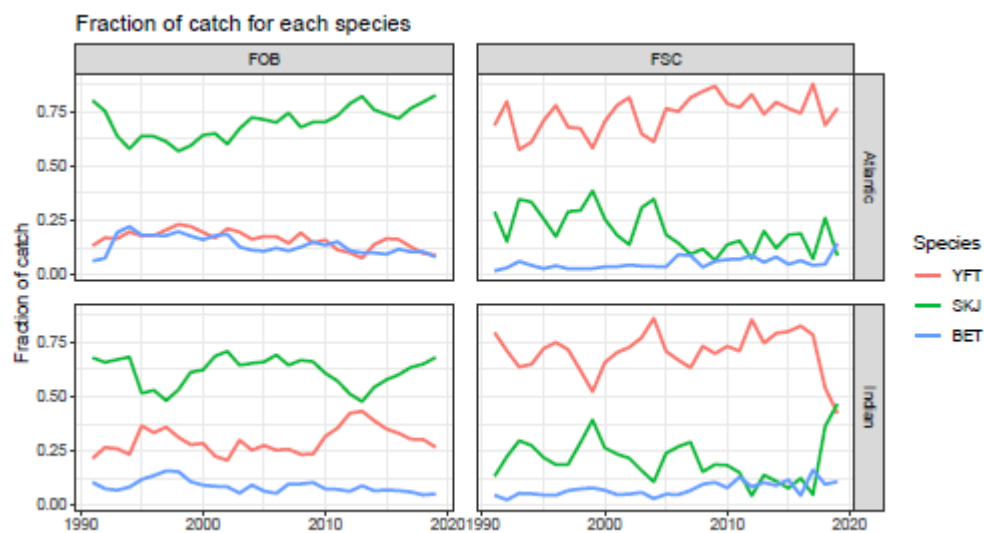 Fraction of catch for each species
FOB
FSC
0.75
0.50
0.25
0.00
Atlantic
0.75
0.50
0.25
0.00
Indian
Fraction of catch
1990
2000
2010
2020
1990
2000
2010
2020
Species
YFT
SKJ
BET